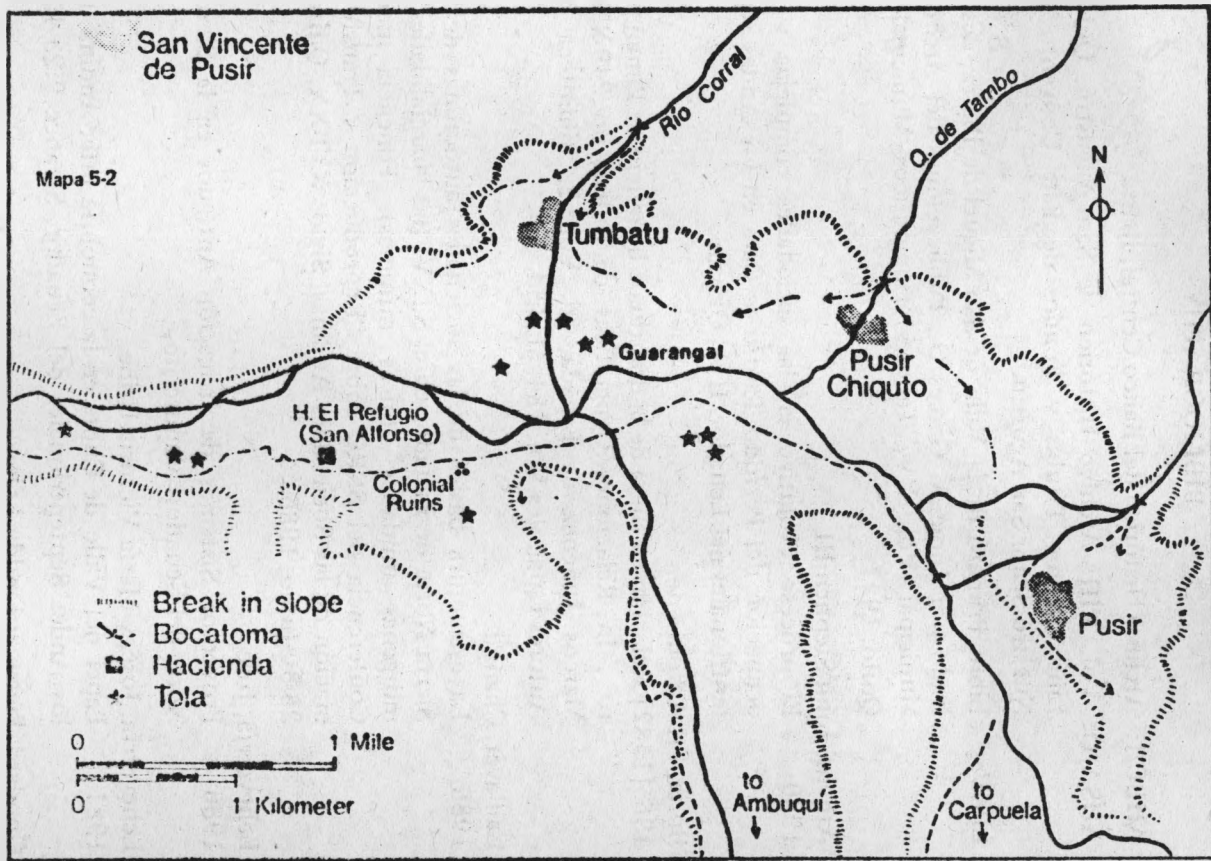 San Vincente
de Pusir
Mapa 5-2
Río Corral
Q. de Tambo
N
Tumbatu
Guarangal
Pusir
Chiquto
H. El Refugio
(San Alfonso)
Colonial
Ruins
Pusir
Break in slope
Bocatoma
Hacienda
Tola
0 1 Mile
0 1 Kilometer
to
Ambuquí
to
Carpuela